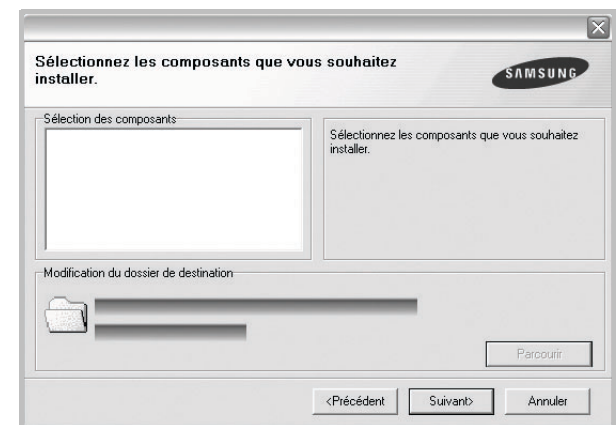 Sélectionnez les composants que vous souhaitez
installer.
SAMSUNG
Sélection des composants
Sélectionnez les composants que vous souhaitez
installer.
Modification du dossier de destination
Parcourir
<Précédent
Suivant>
Annuler